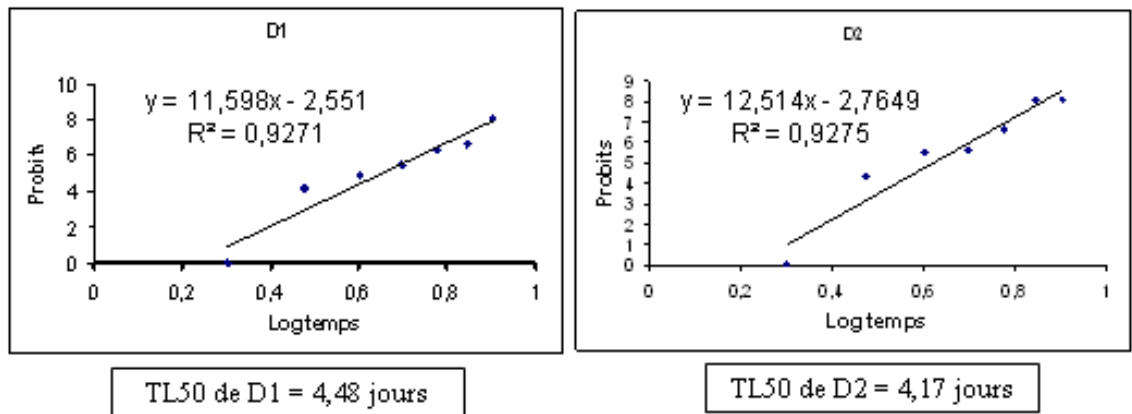 D1
y = 11,598x - 2,551
R² = 0,9271
Probits
10
8
6
4
2
0
0 0,2 0,4 0,6 0,8 1
Logtemps
TL50 de D1 = 4,48 jours
D2
y = 12,514x - 2,7649
R² = 0,9275
Probits
9
8
7
6
5
4
3
2
1
0
0 0,2 0,4 0,6 0,8 1
Logtemps
TL50 de D2 = 4,17 jours